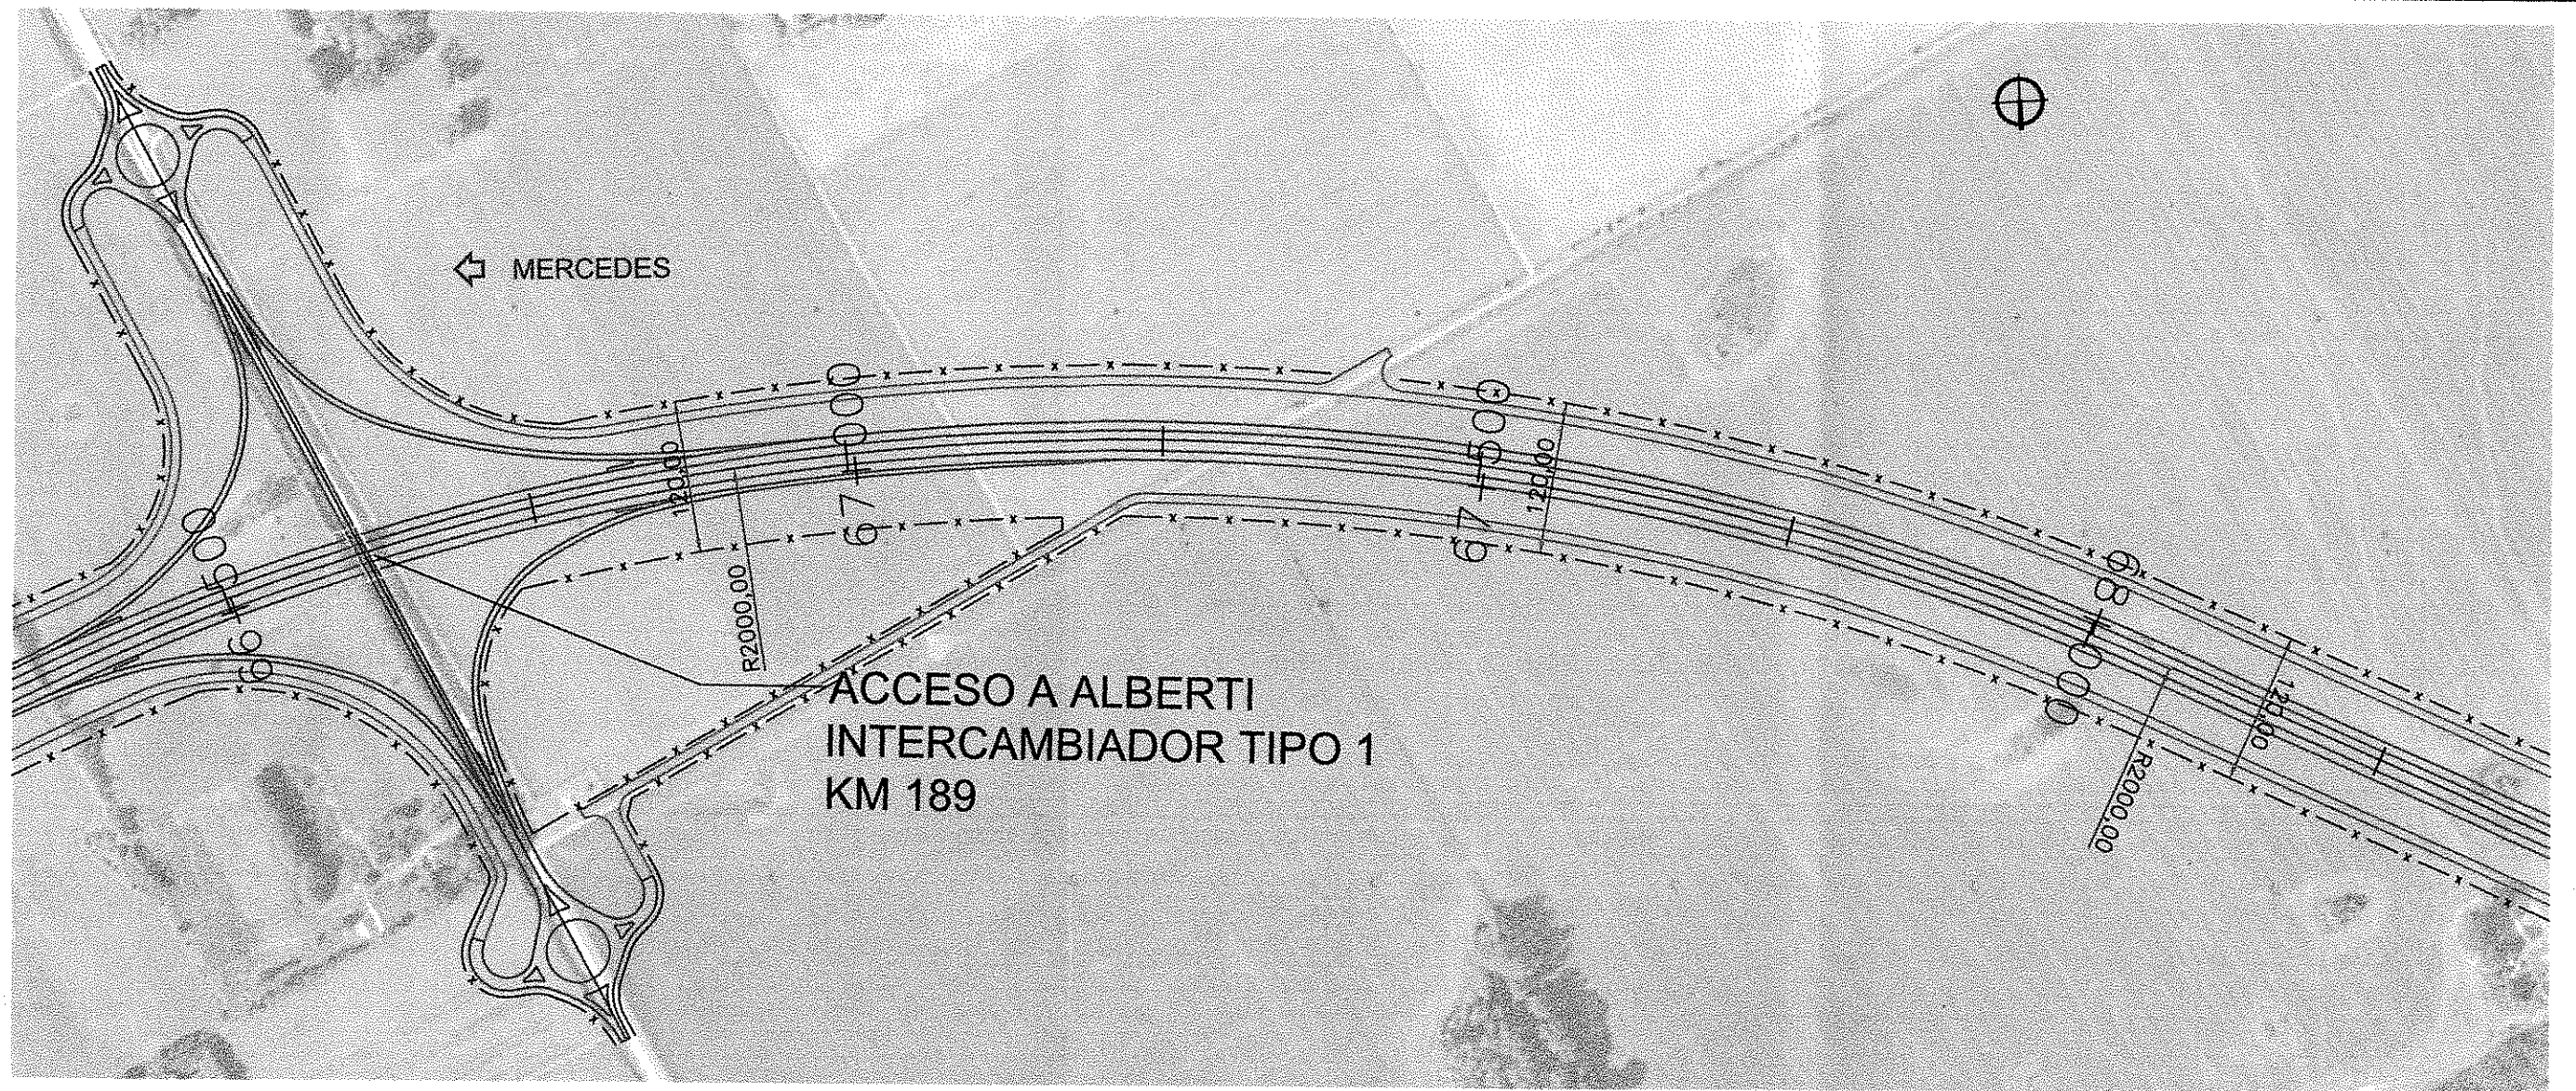 MERCEDES
66+500
120,00
67+000
R2000,00
67+500
120,00
68+000
R2000,00
120,00
ACCESO A ALBERTI
INTERCAMBIADOR TIPO 1
KM 189